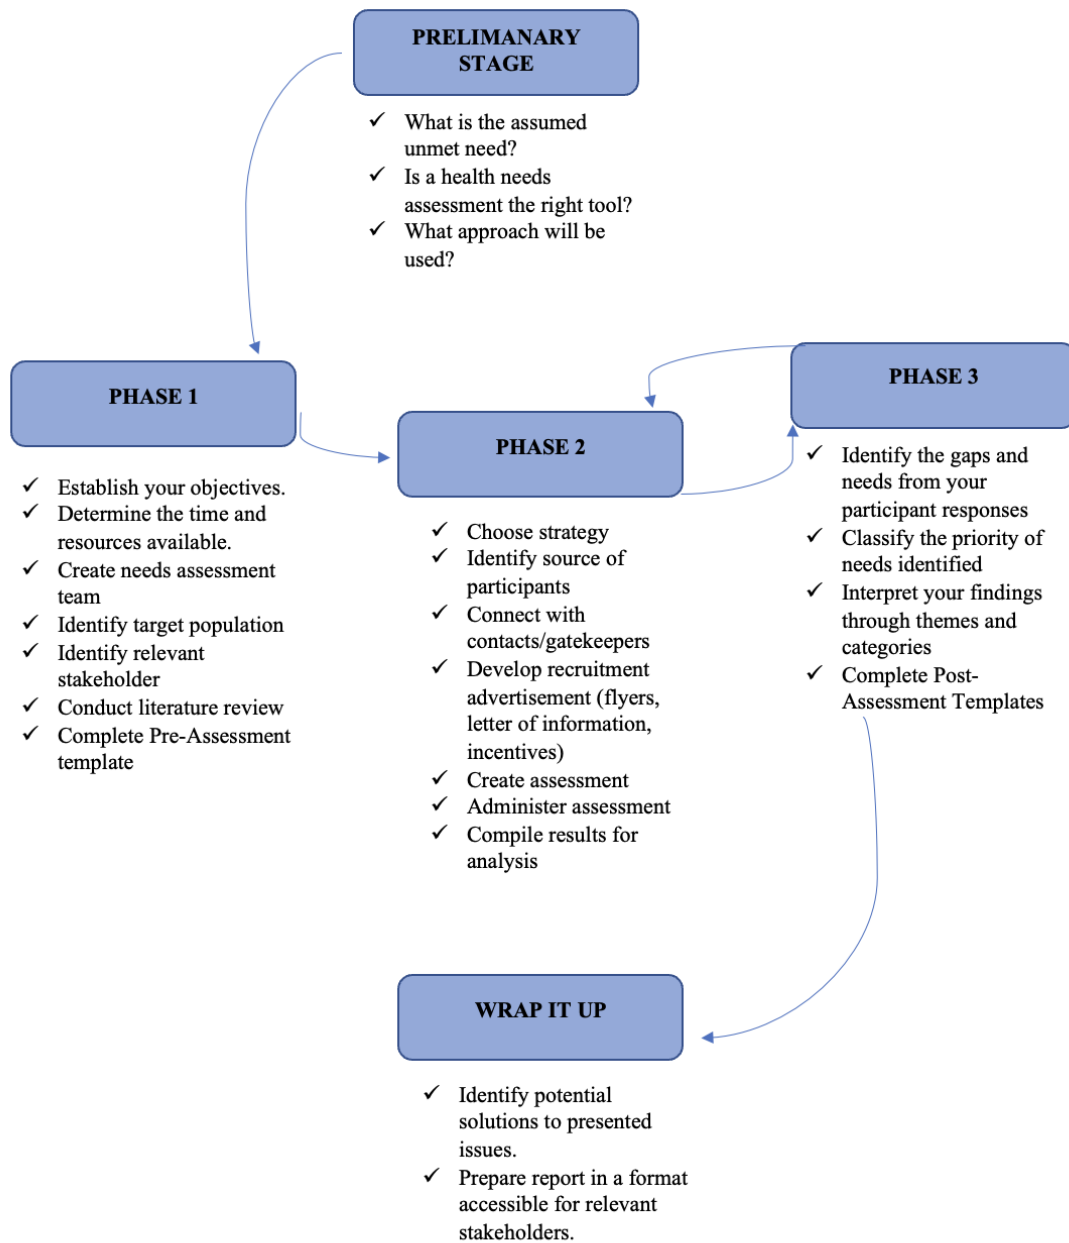 PRELIMANARY
STAGE
✓ What is the assumed
unmet need?
✓ Is a health needs
assessment the right tool?
✓ What approach will be
used?
PHASE 1
✓ Establish your objectives.
✓ Determine the time and
resources available.
✓ Create needs assessment
team
✓ Identify target population
✓ Identify relevant
stakeholder
✓ Conduct literature review
✓ Complete Pre-Assessment
template
PHASE 2
✓ Choose strategy
✓ Identify source of
participants
✓ Connect with
contacts/gatekeepers
✓ Develop recruitment
advertisement (flyers,
letter of information,
incentives)
✓ Create assessment
✓ Administer assessment
✓ Compile results for
analysis
PHASE 3
✓ Identify the gaps and
needs from your
participant responses
✓ Classify the priority of
needs identified
✓ Interpret your findings
through themes and
categories
✓ Complete Post-
Assessment Templates
WRAP IT UP
✓ Identify potential
solutions to presented
issues.
✓ Prepare report in a format
accessible for relevant
stakeholders.